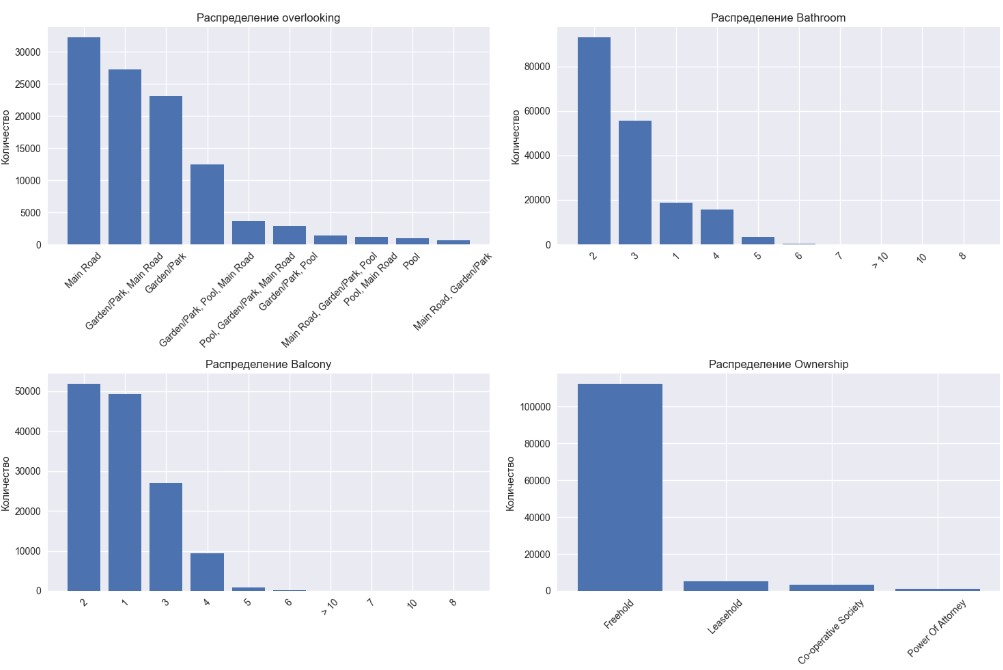 Распределение overlooking
Количество
30000
25000
20000
15000
10000
5000
0
Main Road
Garden/Park, Main Road
Garden/Park
Garden/Park, Pool, Main Road
Pool, Garden/Park, Main Road
Garden/Park, Pool
Main Road, Garden/Park, Pool
Pool, Main Road
Pool
Main Road, Garden/Park
Распределение Bathroom
Количество
80000
60000
40000
20000
0
2
3
1
4
5
6
7
> 10
10
8
Распределение Balcony
Количество
50000
40000
30000
20000
10000
0
2
1
3
4
5
6
> 10
7
10
8
Распределение Ownership
Количество
100000
80000
60000
40000
20000
0
Freehold
Leasehold
Co-operative Society
Power Of Attorney